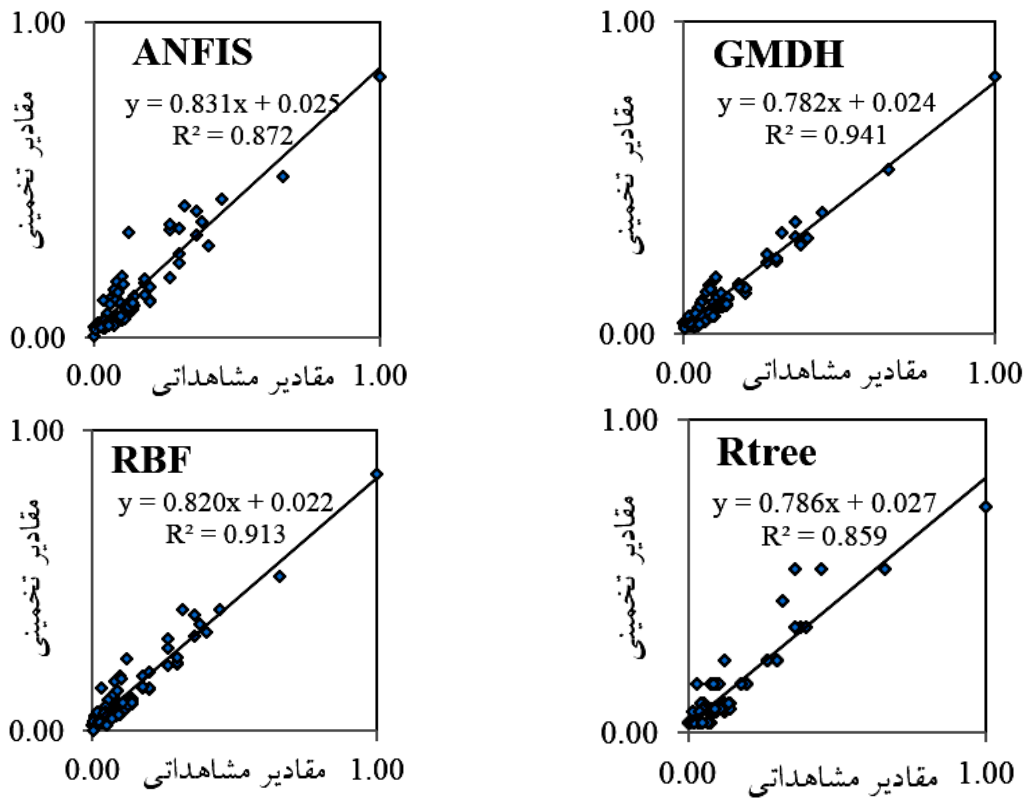 1.00
ANFIS
y = 0.831x + 0.025
R² = 0.872
مقادیر تخمینی
0.00
0.00
مقادیر مشاهداتی
1.00
1.00
GMDH
y = 0.782x + 0.024
R² = 0.941
مقادیر تخمینی
0.00
0.00
مقادیر مشاهداتی
1.00
1.00
RBF
y = 0.820x + 0.022
R² = 0.913
مقادیر تخمینی
0.00
0.00
مقادیر مشاهداتی
1.00
1.00
Rtree
y = 0.786x + 0.027
R² = 0.859
مقادیر تخمینی
0.00
0.00
مقادیر مشاهداتی
1.00